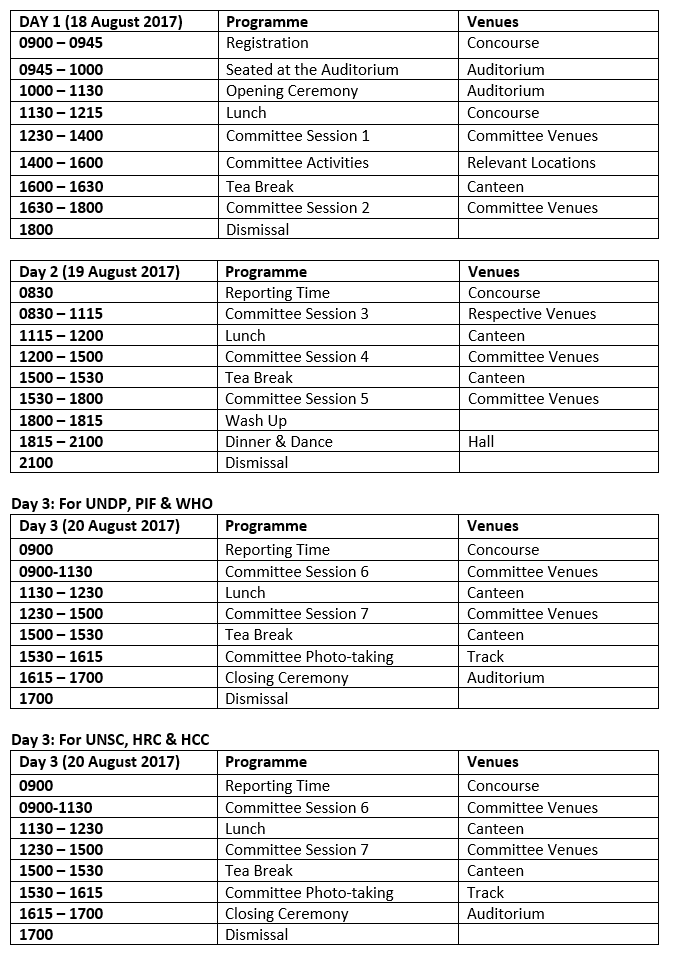 DAY 1 (18 August 2017) Programme Venues
0900 – 0945 Registration Concourse
0945 – 1000 Seated at the Auditorium Auditorium
1000 – 1130 Opening Ceremony Auditorium
1130 – 1215 Lunch Concourse
1230 – 1400 Committee Session 1 Committee Venues
1400 – 1600 Committee Activities Relevant Locations
1600 – 1630 Tea Break Canteen
1630 – 1800 Committee Session 2 Committee Venues
1800 Dismissal
Day 2 (19 August 2017) Programme Venues
0830 Reporting Time Concourse
0830 – 1115 Committee Session 3 Respective Venues
1115 – 1200 Lunch Canteen
1200 – 1500 Committee Session 4 Committee Venues
1500 – 1530 Tea Break Canteen
1530 – 1800 Committee Session 5 Committee Venues
1800 – 1815 Wash Up
1815 – 2100 Dinner & Dance Hall
2100 Dismissal
Day 3: For UNDP, PIF & WHO
Day 3 (20 August 2017) Programme Venues
0900 Reporting Time Concourse
0900-1130 Committee Session 6 Committee Venues
1130 – 1230 Lunch Canteen
1230 – 1500 Committee Session 7 Committee Venues
1500 – 1530 Tea Break Canteen
1530 – 1615 Committee Photo-taking Track
1615 – 1700 Closing Ceremony Auditorium
1700 Dismissal
Day 3: For UNSC, HRC & HCC
Day 3 (20 August 2017) Programme Venues
0900 Reporting Time Concourse
0900-1130 Committee Session 6 Committee Venues
1130 – 1230 Lunch Canteen
1230 – 1500 Committee Session 7 Committee Venues
1500 – 1530 Tea Break Canteen
1530 – 1615 Committee Photo-taking Track
1615 – 1700 Closing Ceremony Auditorium
1700 Dismissal